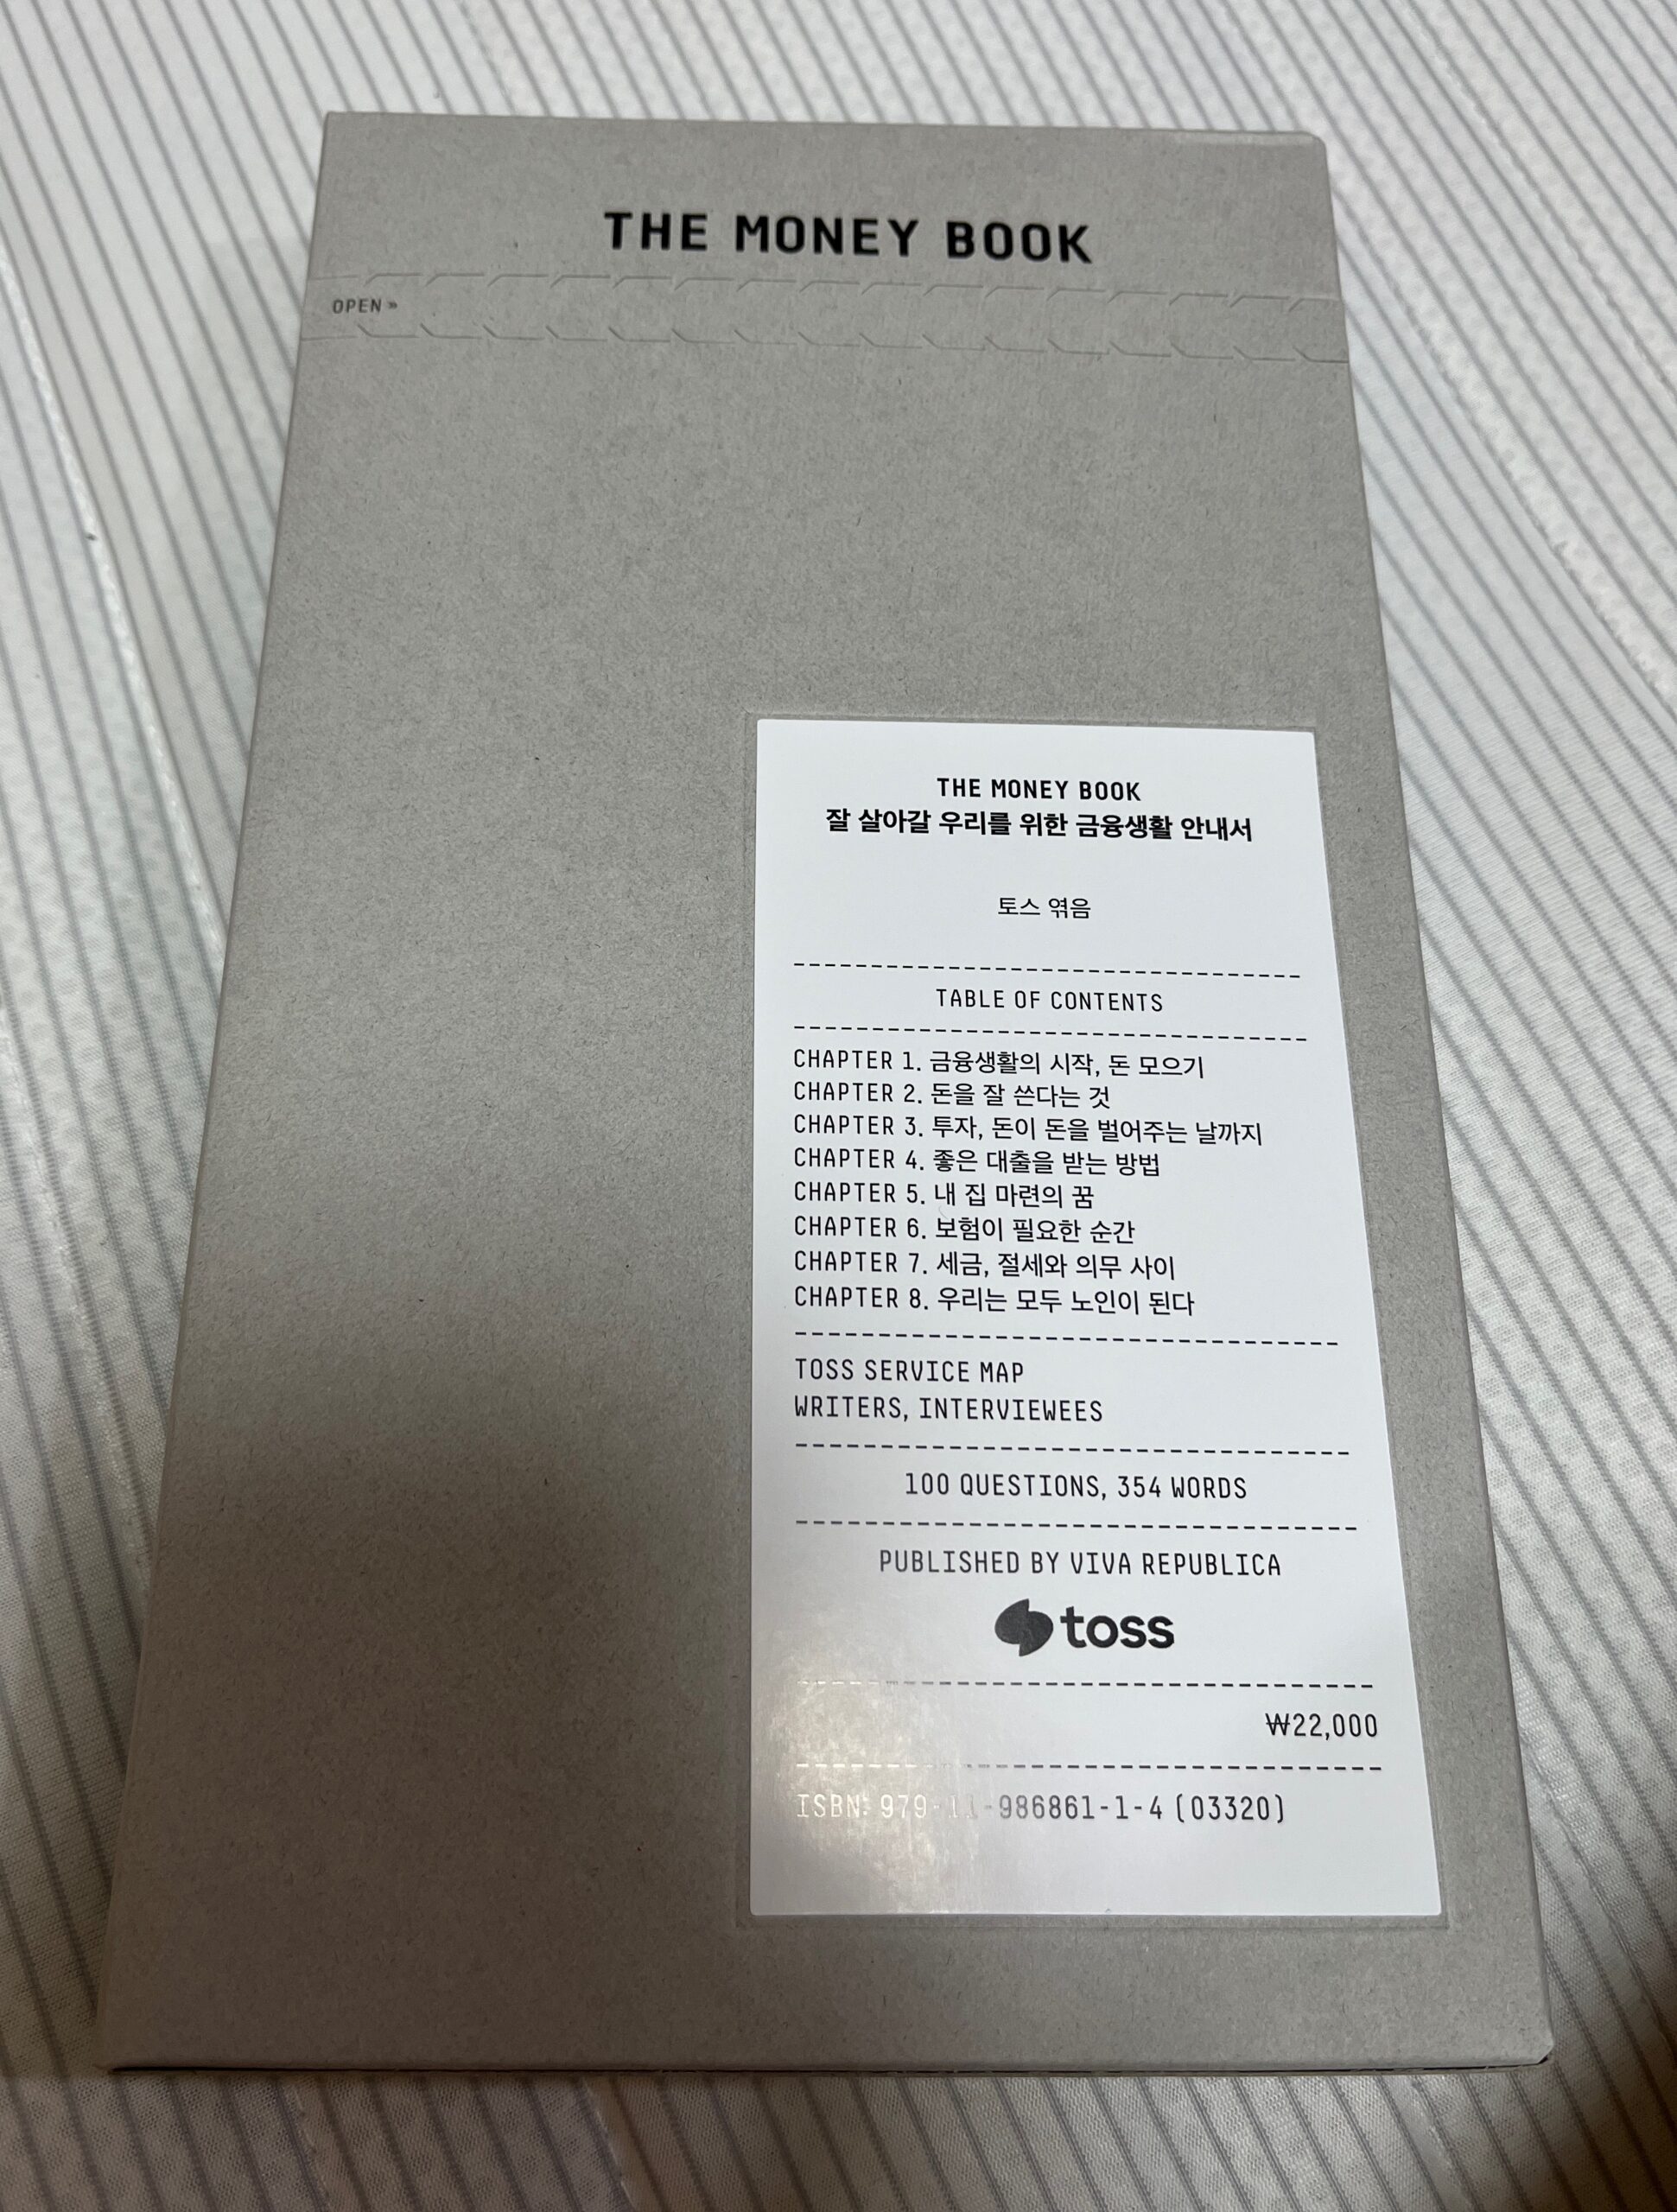 THE MONEY BOOK
OPEN »
THE MONEY BOOK
잘 살아갈 우리를 위한 금융생활 안내서
토스 엮음
TABLE OF CONTENTS
CHAPTER 1. 금융생활의 시작, 돈 모으기
CHAPTER 2. 돈을 잘 쓴다는 것
CHAPTER 3. 투자, 돈이 돈을 벌어주는 날까지
CHAPTER 4. 좋은 대출을 받는 방법
CHAPTER 5. 내 집 마련의 꿈
CHAPTER 6. 보험이 필요한 순간
CHAPTER 7. 세금, 절세와 의무 사이
CHAPTER 8. 우리는 모두 노인이 된다
TOSS SERVICE MAP
WRITERS, INTERVIEWEES
100 QUESTIONS, 354 WORDS
PUBLISHED BY VIVA REPUBLICA
toss
₩22,000
ISBN: 979-11-986861-1-4 (03320)